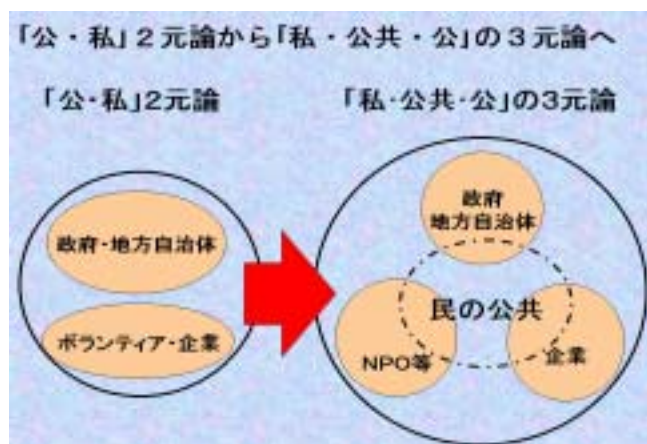 「公・私」２元論から「私・公共・公」の３元論へ
「公・私」2元論
「私・公共・公」の3元論
政府・地方自治体
ボランティア・企業
政府
地方自治体
民の公共
NPO等
企業